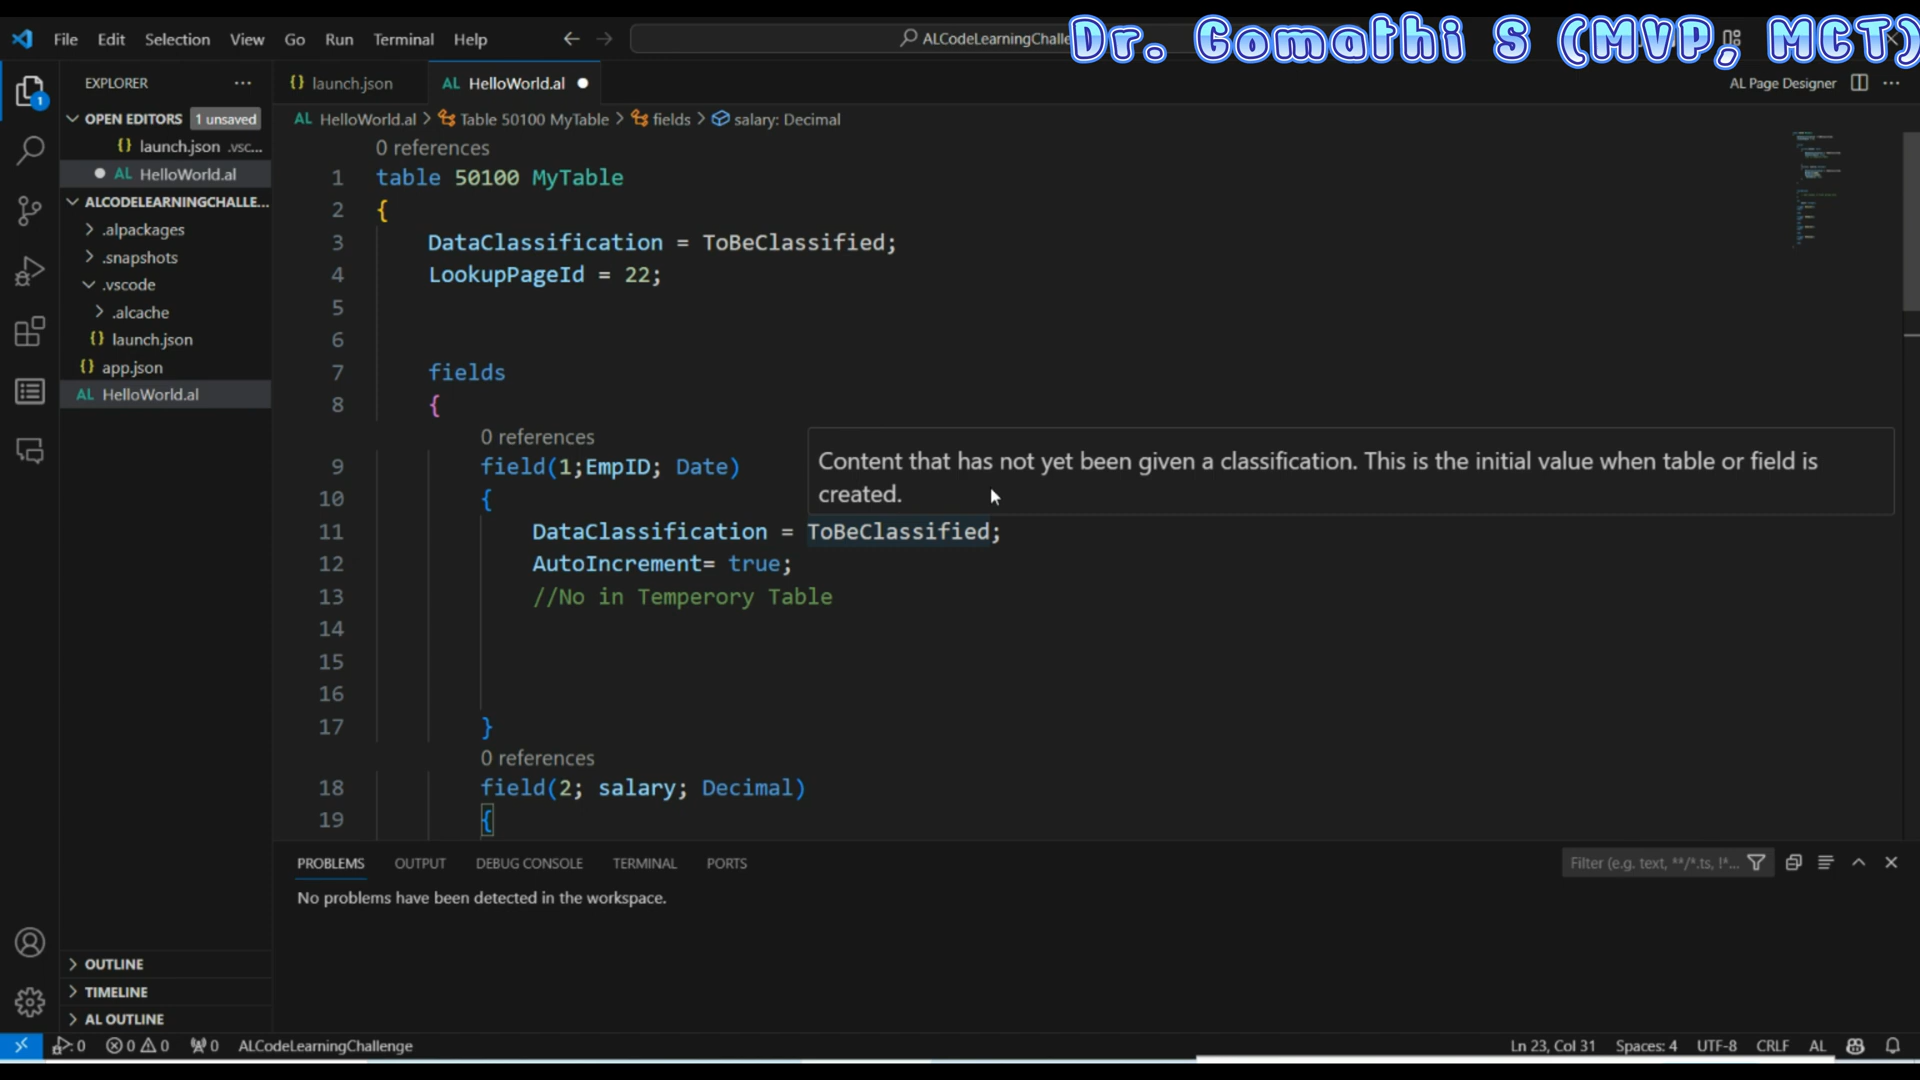 Dr. Gomathi S (MVP, MCT)
File Edit Selection View Go Run Terminal Help
ALCodeLearningChalle
EXPLORER
launch.json
AL HelloWorld.al
AL Page Designer
OPEN EDITORS 1 unsaved
{} launch.json .vsc...
AL HelloWorld.al
ALCODELEARNINGCHALLE...
.alpackages
.snapshots
.vscode
.alcache
{} launch.json
{} app.json
AL HelloWorld.al
AL HelloWorld.al > Table 50100 MyTable > fields > salary: Decimal
0 references
1 table 50100 MyTable
2 {
3 DataClassification = ToBeClassified;
4 LookupPageId = 22;
5
6
7 fields
8 {
0 references
9 field(1;EmpID; Date)
Content that has not yet been given a classification. This is the initial value when table or field is
created.
10 {
11 DataClassification = ToBeClassified;
12 AutoIncrement= true;
13 //No in Temperory Table
14
15
16
17 }
0 references
18 field(2; salary; Decimal)
19 {
PROBLEMS OUTPUT DEBUG CONSOLE TERMINAL PORTS
Filter (e.g. text, **/*.ts, !*...
No problems have been detected in the workspace.
OUTLINE
TIMELINE
AL OUTLINE
0 0 0 0 ALCodeLearningChallenge
Ln 23, Col 31 Spaces: 4 UTF-8 CRLF AL